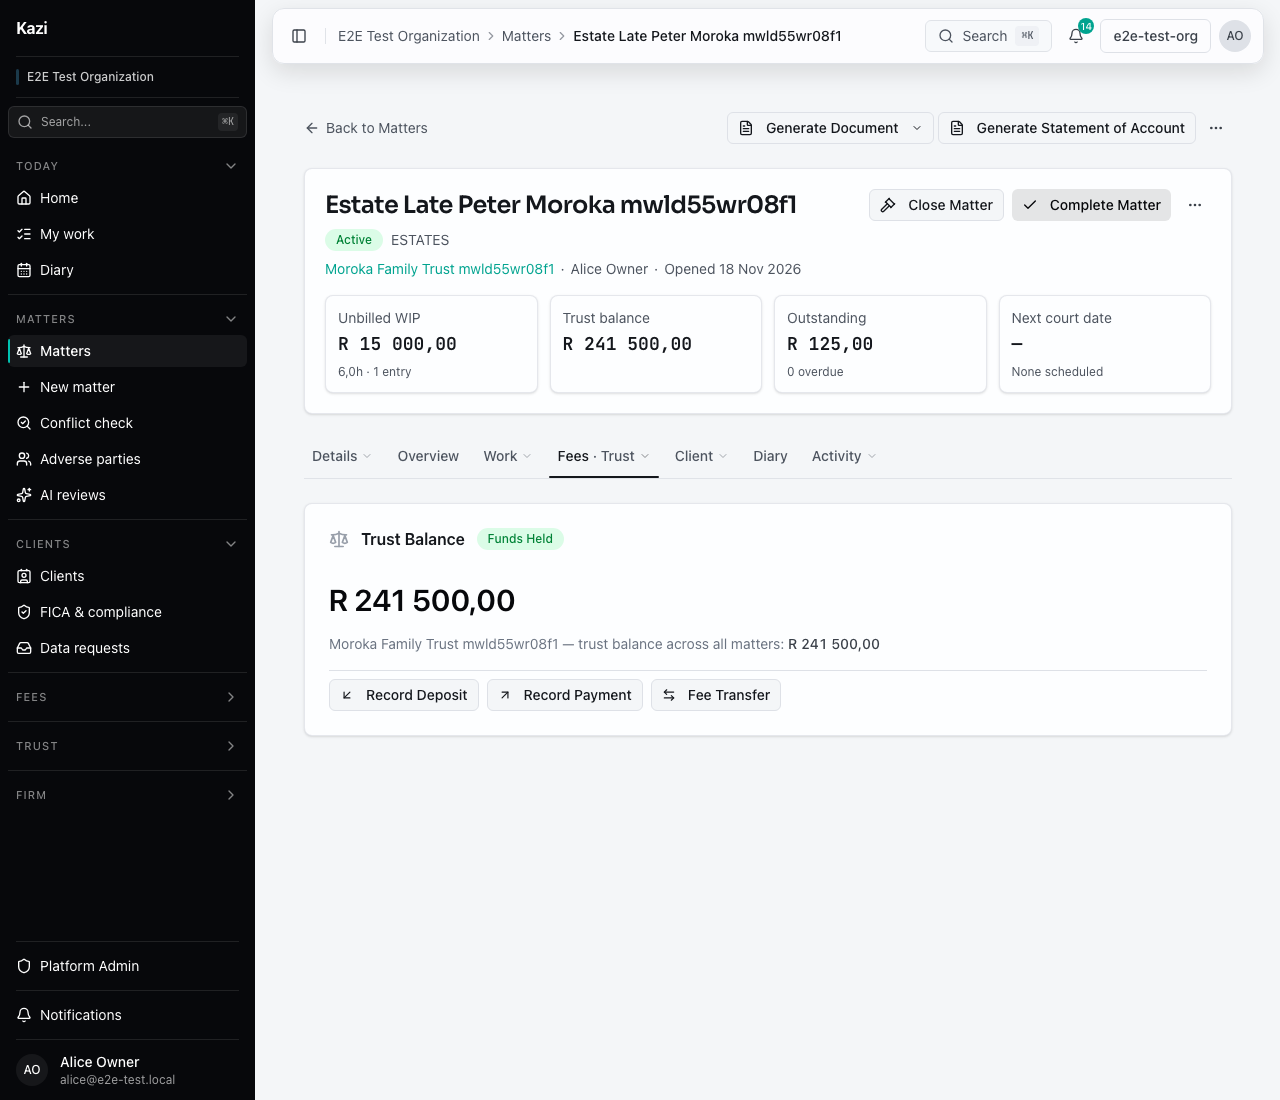 Kazi
E2E Test Organization
Search... ⌘K
TODAY
Home
My work
Diary
MATTERS
Matters
New matter
Conflict check
Adverse parties
AI reviews
CLIENTS
Clients
FICA & compliance
Data requests
FEES
TRUST
FIRM
Platform Admin
Notifications
AO
Alice Owner
alice@e2e-test.local
E2E Test Organization > Matters > Estate Late Peter Moroka mwld55wr08f1
Search ⌘K
14
e2e-test-org
AO
Back to Matters
Generate Document
Generate Statement of Account
Estate Late Peter Moroka mwld55wr08f1
Close Matter
Complete Matter
Active ESTATES
Moroka Family Trust mwld55wr08f1 · Alice Owner · Opened 18 Nov 2026
Unbilled WIP
R 15 000,00
6,0h · 1 entry
Trust balance
R 241 500,00
Outstanding
R 125,00
0 overdue
Next court date
—
None scheduled
Details Overview Work Fees · Trust Client Diary Activity
Trust Balance Funds Held
R 241 500,00
Moroka Family Trust mwld55wr08f1 — trust balance across all matters: R 241 500,00
Record Deposit
Record Payment
Fee Transfer